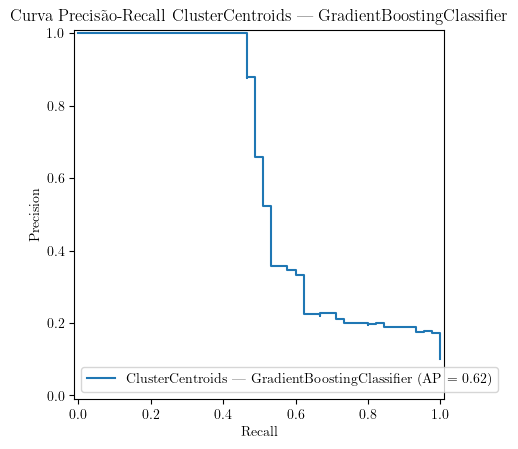 Curva Precisão-Recall ClusterCentroids — GradientBoostingClassifier
1.0
0.8
0.6
0.4
0.2
0.0
Precision
ClusterCentroids — GradientBoostingClassifier (AP = 0.62)
0.0 0.2 0.4 0.6 0.8 1.0
Recall